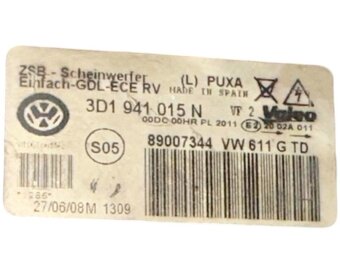 ZSB - Scheinwerfer (L) PUXA
Einfach-GDL-ECE RV MADE IN SPAIN
3D1 941 015 N VF 2 Valeo
00DC 00HR PL 2011 E2 20 02A 011
S05 89007344 VW 611 G TD
27/06/08M 1309